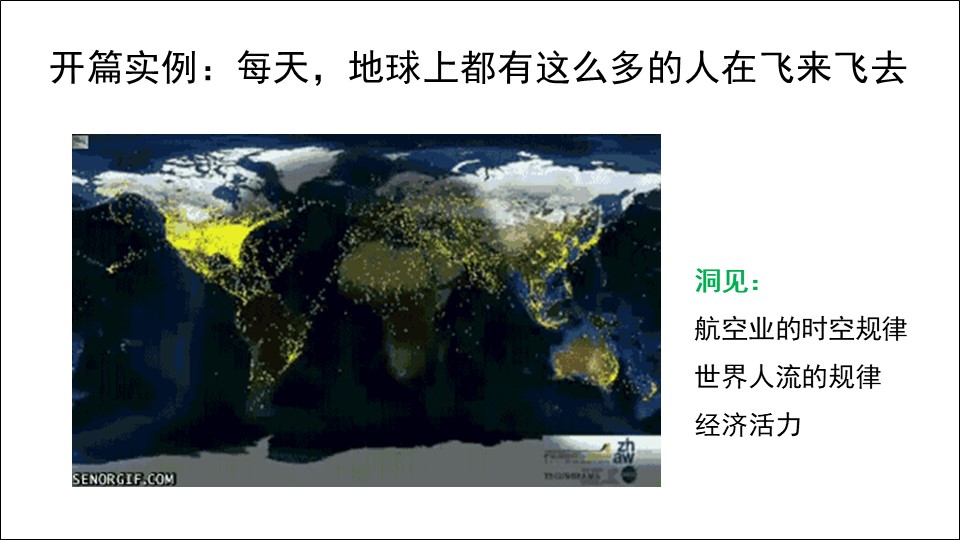 开篇实例：每天，地球上都有这么多的人在飞来飞去
洞见：
航空业的时空规律
世界人流的规律
经济活力
zh
aw
SENORGIF.COM